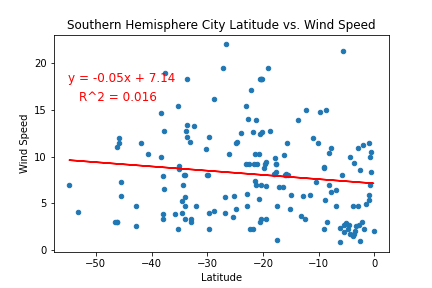 Southern Hemisphere City Latitude vs. Wind Speed
y = -0.05x + 7.14
R^2 = 0.016
Wind Speed
20
15
10
5
0
−50
−40
−30
−20
−10
0
Latitude